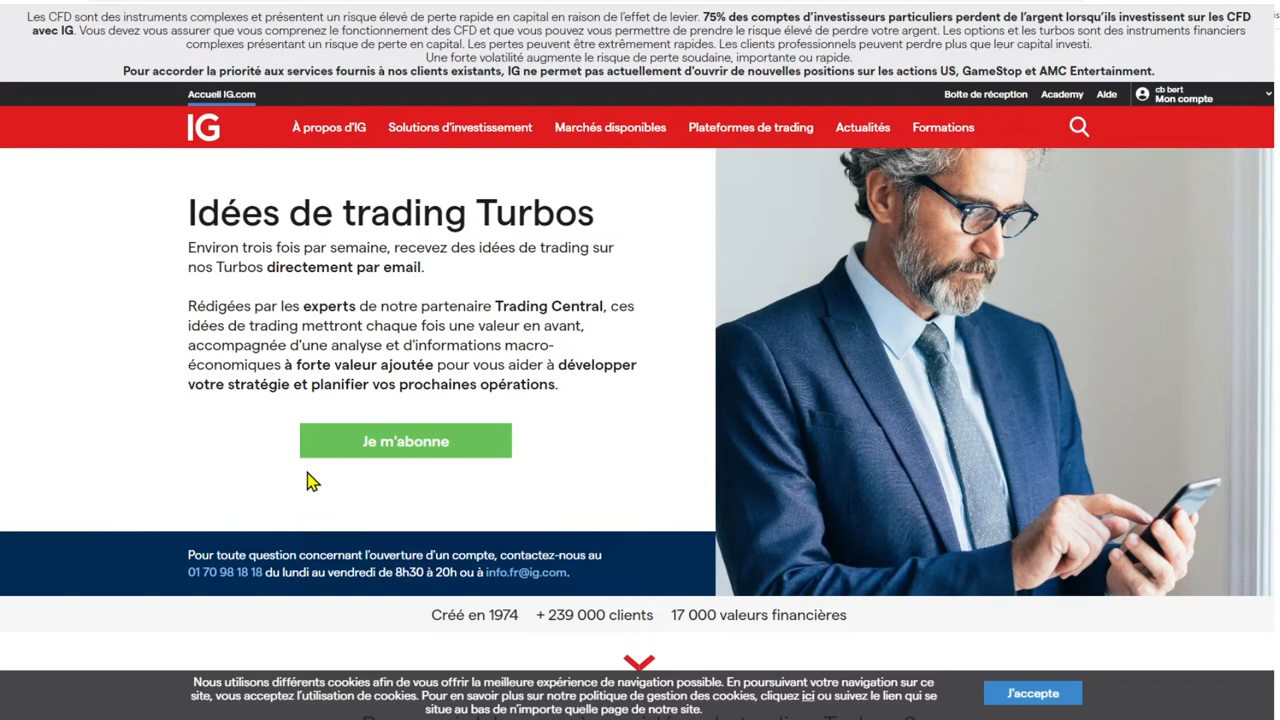 Les CFD sont des instruments complexes et présentent un risque élevé de perte rapide en capital en raison de l'effet de levier. 75% des comptes d'investisseurs particuliers perdent de l'argent lorsqu'ils investissent sur les CFD
avec IG. Vous devez vous assurer que vous comprenez le fonctionnement des CFD et que vous pouvez vous permettre de prendre le risque élevé de perdre votre argent. Les options et les turbos sont des instruments financiers
complexes présentant un risque de perte en capital. Les pertes peuvent être extrêmement rapides. Les clients professionnels peuvent perdre plus que leur capital investi.
Une forte volatilité augmente le risque de perte soudaine, importante ou rapide.
Pour accorder la priorité aux services fournis à nos clients existants, IG ne permet pas actuellement d'ouvrir de nouvelles positions sur les actions US, GameStop et AMC Entertainment.
Accueil IG.com
Boite de réception Academy Aide
cb bert
Mon compte
IG
À propos d'IG Solutions d'investissement Marchés disponibles Plateformes de trading Actualités Formations
Idées de trading Turbos
Environ trois fois par semaine, recevez des idées de trading sur
nos Turbos directement par email.
Rédigées par les experts de notre partenaire Trading Central, ces
idées de trading mettront chaque fois une valeur en avant,
accompagnée d'une analyse et d'informations macro-
économiques à forte valeur ajoutée pour vous aider à développer
votre stratégie et planifier vos prochaines opérations.
Je m'abonne
Pour toute question concernant l'ouverture d'un compte, contactez-nous au
01 70 98 18 18 du lundi au vendredi de 8h30 à 20h ou à info.fr@ig.com.
Créé en 1974 + 239 000 clients 17 000 valeurs financières
Nous utilisons différents cookies afin de vous offrir la meilleure expérience de navigation possible. En poursuivant votre navigation sur ce
site, vous acceptez l'utilisation de cookies. Pour en savoir plus sur notre politique de gestion des cookies, cliquez ici ou suivez le lien qui se
situe au bas de n'importe quelle page de notre site.
J'accepte